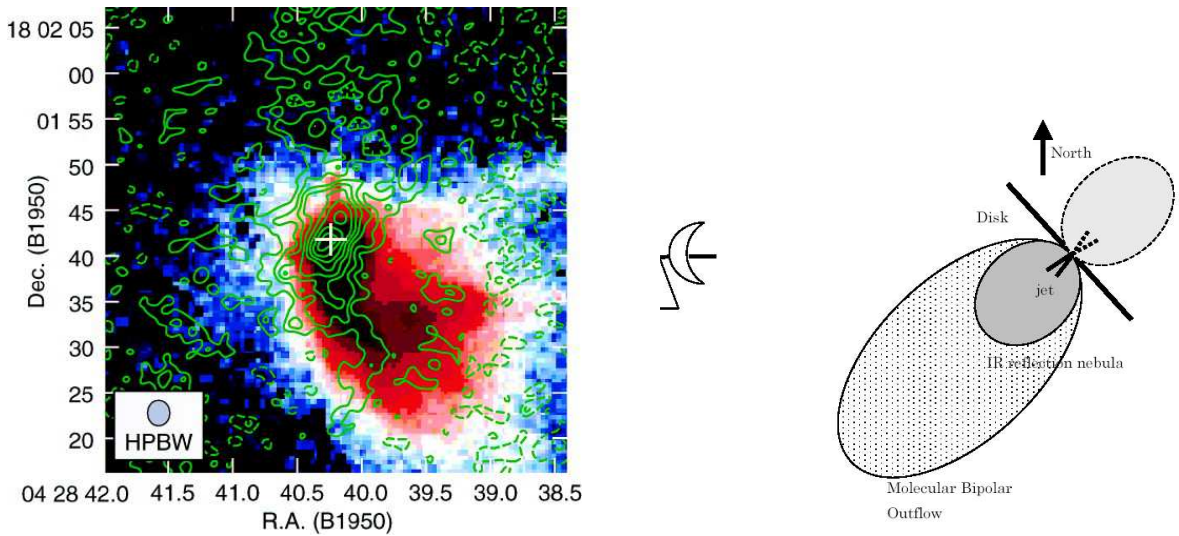 18 02 05
00
01 55
50
45
40
35
30
25
20
Dec. (B1950)
HPBW
04 28 42.0 41.5 41.0 40.5 40.0 39.5 39.0 38.5
R.A. (B1950)
North
Disk
jet
IR reflection nebula
Molecular Bipolar
Outflow